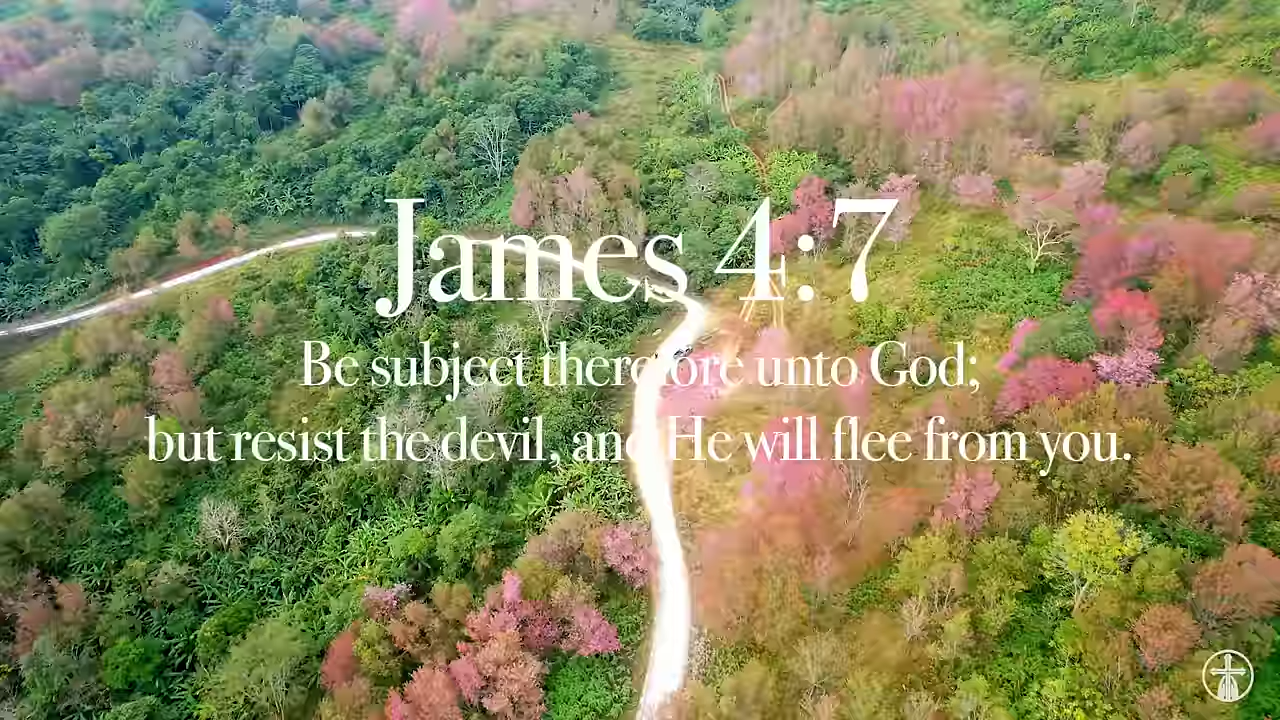 James 4:7
Be subject therefore unto God;
but resist the devil, and He will flee from you.